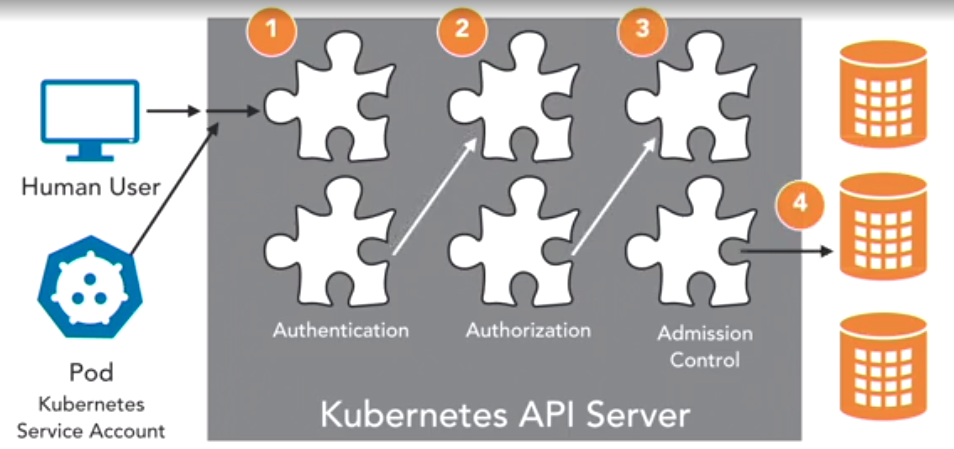 1
2
3
Human User
4
Pod
Kubernetes
Service Account
Authentication
Authorization
Admission
Control
Kubernetes API Server